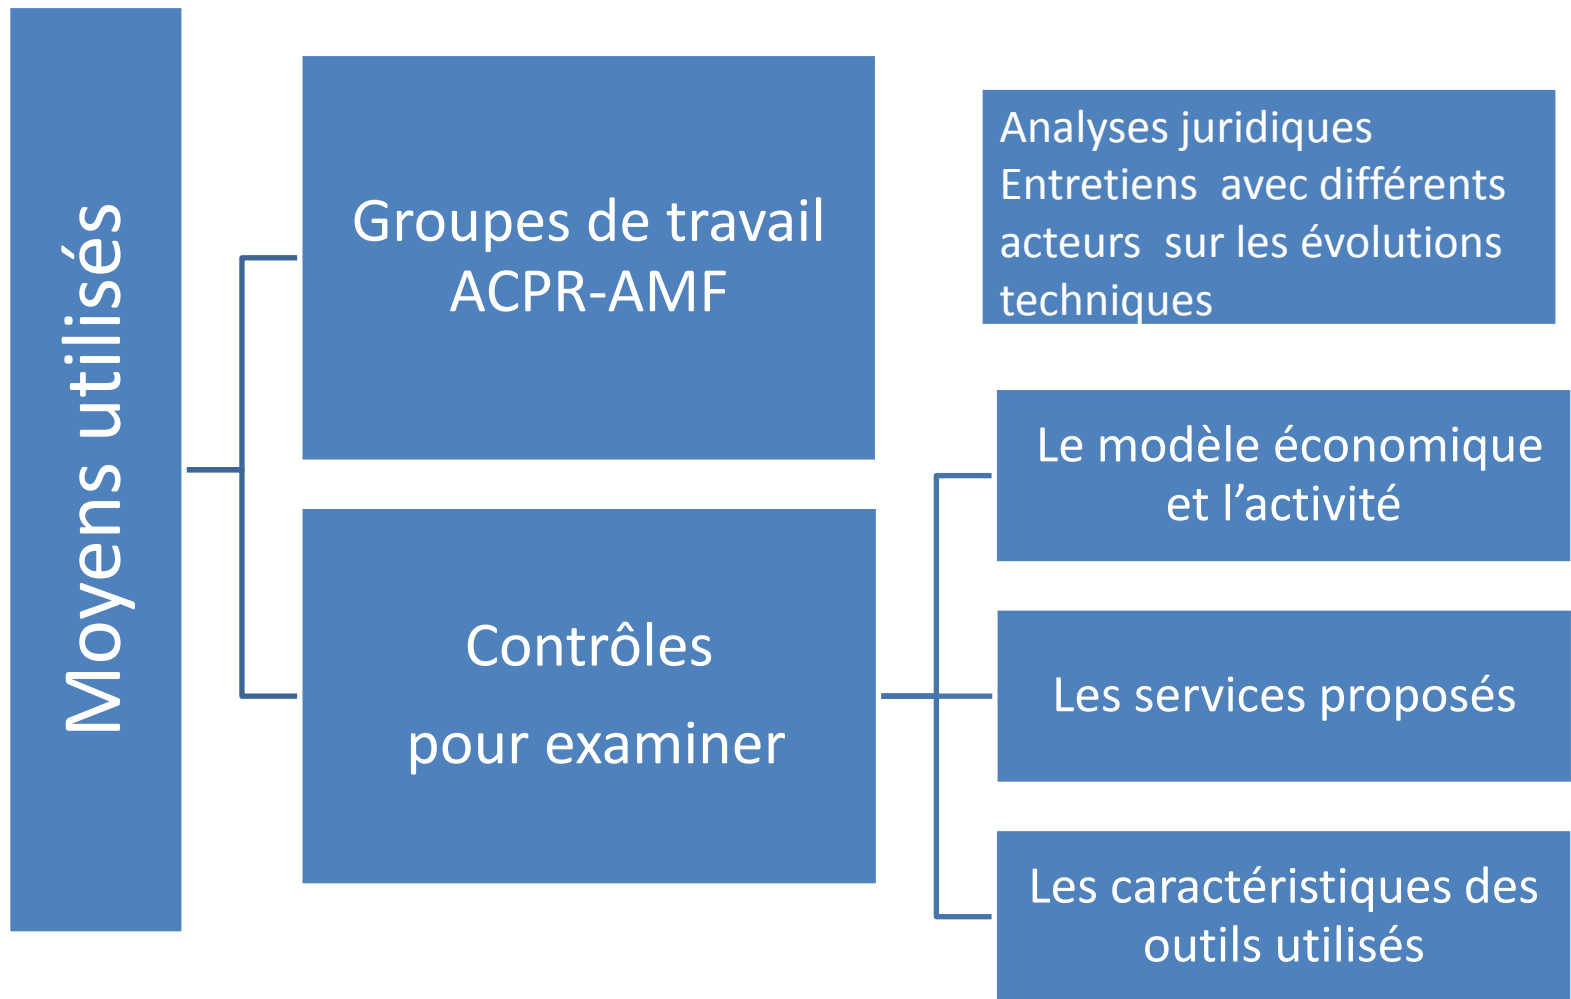 Moyens utilisés
Groupes de travail
ACPR-AMF
Analyses juridiques
Entretiens avec différents
acteurs sur les évolutions
techniques
Contrôles
pour examiner
Le modèle économique
et l’activité
Les services proposés
Les caractéristiques des
outils utilisés